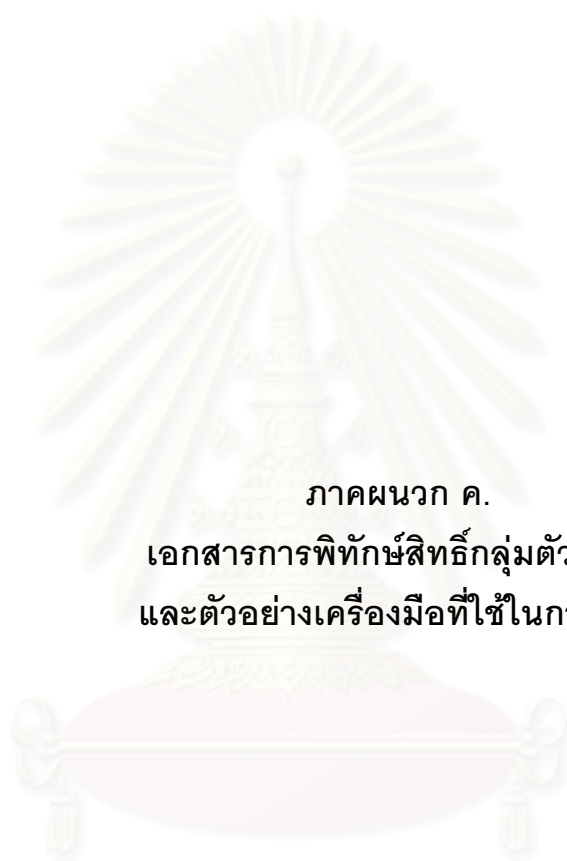 ภาคผนวก ค.
เอกสารการพิทักษ์สิทธิ์กลุ่มตัว
และตัวอย่างเครื่องมือที่ใช้ในกา